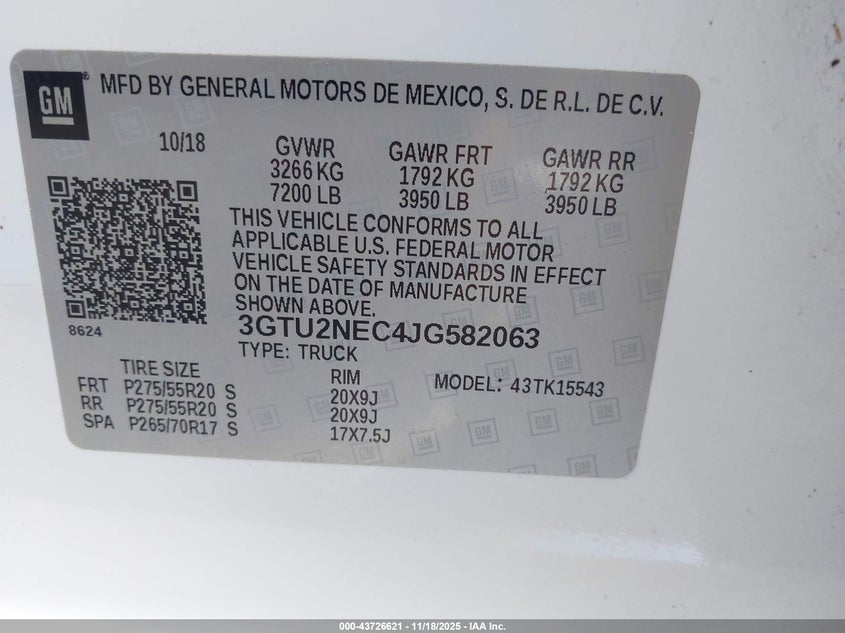 GM
MFD BY GENERAL MOTORS DE MEXICO, S. DE R.L. DE C.V.
10/18
GVWR GAWR FRT GAWR RR
3266 KG 1792 KG 1792 KG
7200 LB 3950 LB 3950 LB
THIS VEHICLE CONFORMS TO ALL
APPLICABLE U.S. FEDERAL MOTOR
VEHICLE SAFETY STANDARDS IN EFFECT
ON THE DATE OF MANUFACTURE
SHOWN ABOVE.
8624
3GTU2NEC4JG582063
TYPE: TRUCK
TIRE SIZE RIM MODEL: 43TK15543
FRT P275/55R20 S 20X9J
RR P275/55R20 S 20X9J
SPA P265/70R17 S 17X7.5J
000-43726621 - 11/18/2025 - IAA Inc.